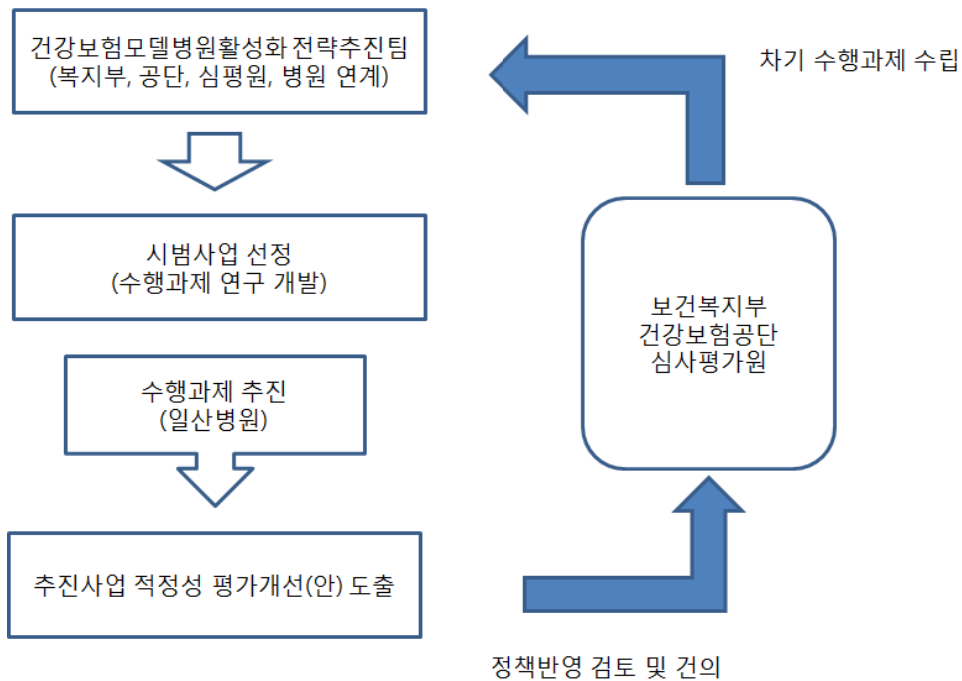 건강보험모델병원활성화 전략추진팀
(복지부, 공단, 심평원, 병원 연계)
시범사업 선정
(수행과제 연구 개발)
수행과제 추진
(일산병원)
추진사업 적정성 평가개선(안) 도출
정책반영 검토 및 건의
보건복지부
건강보험공단
심사평가원
차기 수행과제 수립